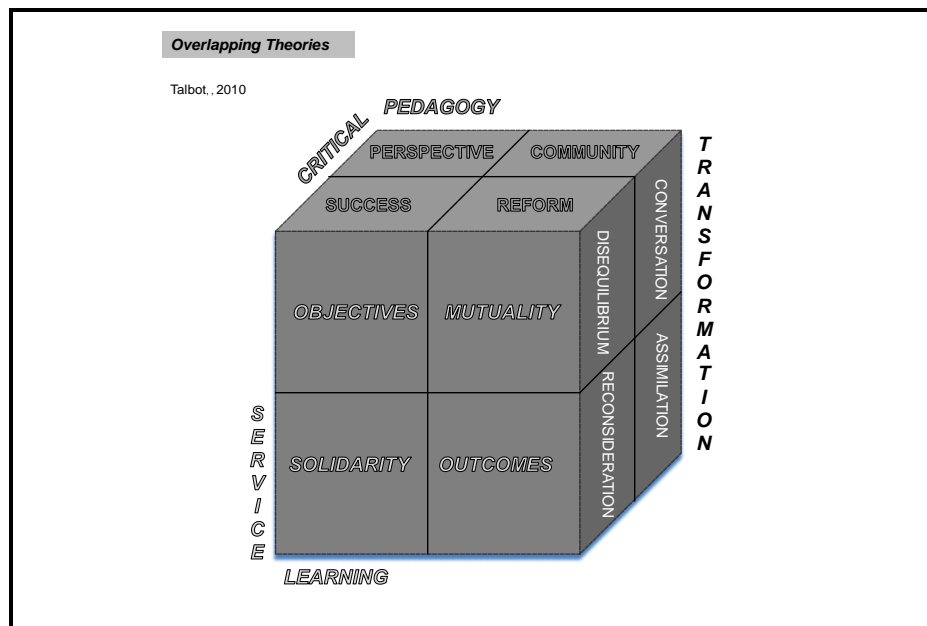 Overlapping Theories
Talbot, , 2010
CRITICAL
PEDAGOGY
PERSPECTIVE
COMMUNITY
SUCCESS
REFORM
TRANSFORMATION
DISEQUILIBRIUM
CONVERSATION
OBJECTIVES
MUTUALITY
RECONSIDERATION
ASSIMILATION
SERVICE
SOLIDARITY
OUTCOMES
LEARNING